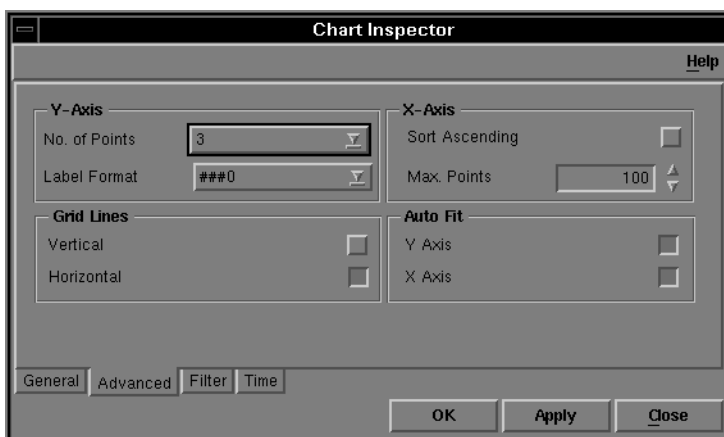 Chart Inspector
Help
Y-Axis
No. of Points 3
Label Format ###0
X-Axis
Sort Ascending
Max. Points 100
Grid Lines
Vertical
Horizontal
Auto Fit
Y Axis
X Axis
General Advanced Filter Time
OK Apply Close